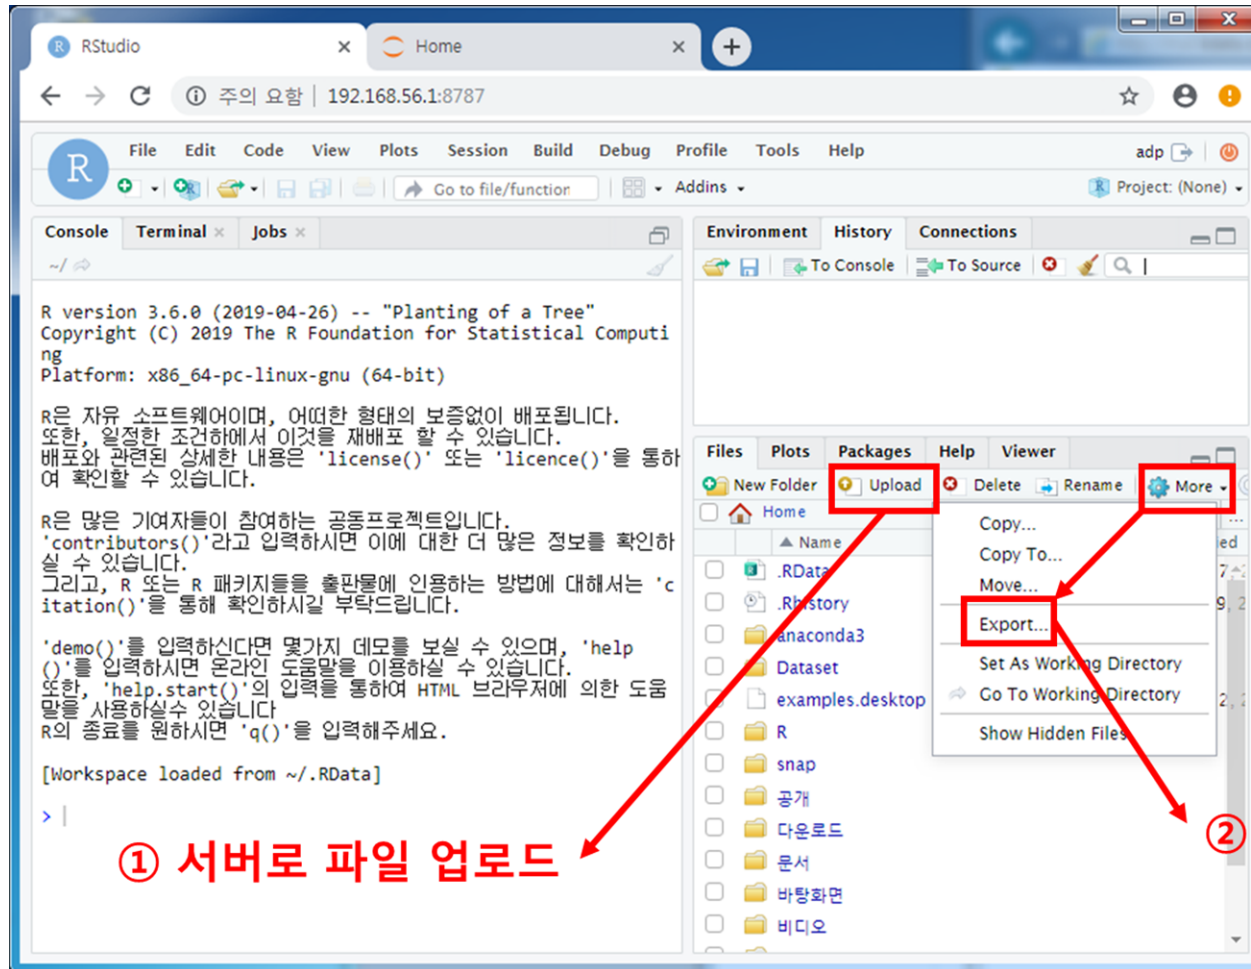 RStudio
Home
주의 요함 | 192.168.56.1:8787
File Edit Code View Plots Session Build Debug Profile Tools Help
adp
Go to file/function
Addins
Project: (None)
Console Terminal Jobs
~/
R version 3.6.0 (2019-04-26) -- "Planting of a Tree"
Copyright (C) 2019 The R Foundation for Statistical Computi
ng
Platform: x86_64-pc-linux-gnu (64-bit)
R은 자유 소프트웨어이며, 어떠한 형태의 보증없이 배포됩니다.
또한, 일정한 조건하에서 이것을 재배포 할 수 있습니다.
배포와 관련된 상세한 내용은 'license()' 또는 'licence()'을 통하
여 확인할 수 있습니다.
R은 많은 기여자들이 참여하는 공동프로젝트입니다.
'contributors()'라고 입력하시면 이에 대한 더 많은 정보를 확인하
실 수 있습니다.
그리고, R 또는 R 패키지들을 출판물에 인용하는 방법에 대해서는 'c
itation()'을 통해 확인하시길 부탁드립니다.
'demo()'를 입력하신다면 몇가지 데모를 보실 수 있으며, 'help
()'를 입력하시면 온라인 도움말을 이용하실 수 있습니다.
또한, 'help.start()'의 입력을 통하여 HTML 브라우저에 의한 도움
말을 사용하실수 있습니다
R의 종료를 원하시면 'q()'을 입력해주세요.
[Workspace loaded from ~/.RData]
>
① 서버로 파일 업로드
Environment History Connections
To Console To Source
Files Plots Packages Help Viewer
New Folder Upload Delete Rename More
Home
Name
.RData
.Rhistory
anaconda3
Dataset
examples.desktop
R
snap
공개
다운로드
문서
바탕화면
비디오
Copy...
Copy To...
Move...
Export...
Set As Working Directory
Go To Working Directory
Show Hidden Files
②